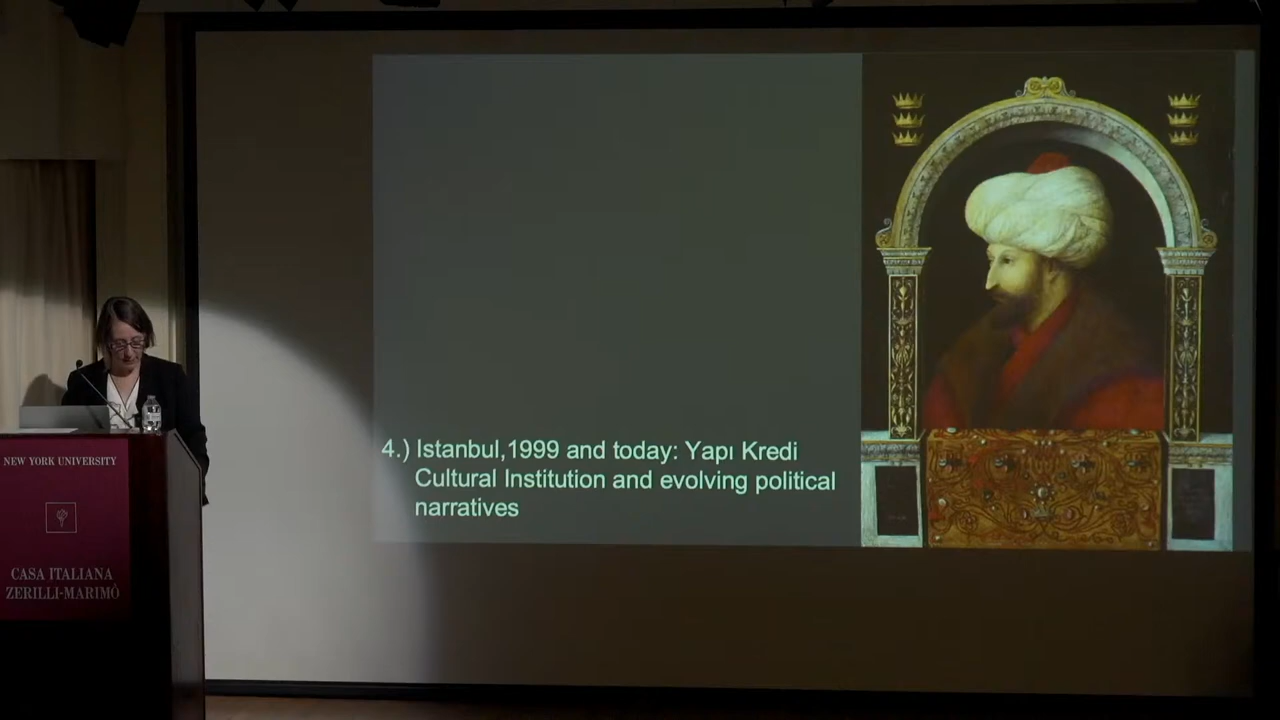 4.) Istanbul,1999 and today: Yapı Kredi
Cultural Institution and evolving political
narratives
NEW YORK UNIVERSITY
CASA ITALIANA
ZERILLI-MARIMÒ